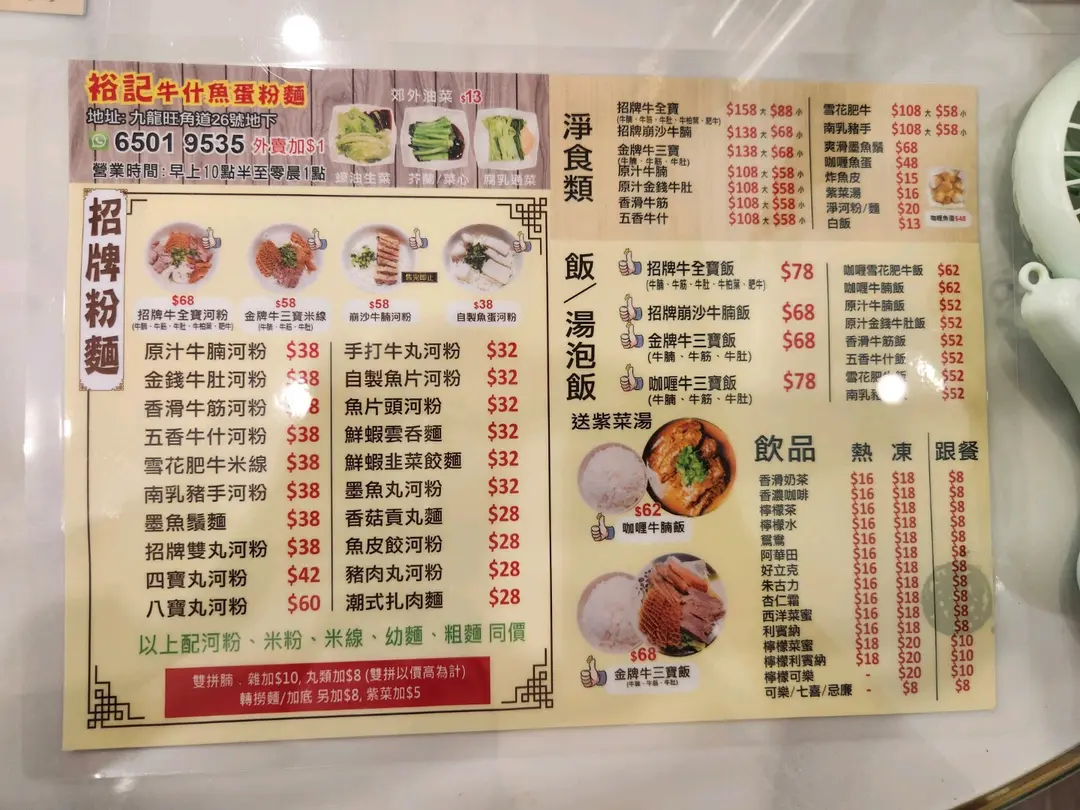 裕記牛什魚蛋粉麵
地址: 九龍旺角道26號地下
6501 9535 外賣加$1
營業時間:早上10點半至零晨1點
郊外油菜 $13
蠔油生菜 芥蘭/菜心 腐乳通菜
招牌粉麵
$68
招牌牛全寶河粉
(牛腩、牛筋、牛肚、牛柏葉、肥牛)
$58
金牌牛三寶米線
(牛腩、牛筋、牛肚)
售完即止
$58
崩沙牛腩河粉
$38
自製魚蛋河粉
原汁牛腩河粉 $38
金錢牛肚河粉 $38
香滑牛筋河粉 8
五香牛什河粉 $38
雪花肥牛米線 $38
南乳豬手河粉 $38
墨魚鬚麵 $38
招牌雙丸河粉 $38
四寶丸河粉 $42
八寶丸河粉 $60
手打牛丸河粉 $32
自製魚片河粉 $32
魚片頭河粉 $32
鮮蝦雲吞麵 $32
鮮蝦韭菜餃麵 $32
墨魚丸河粉 $32
香菇貢丸麵 $28
魚皮餃河粉 $28
豬肉丸河粉 $28
潮式扎肉麵 $28
以上配河粉、米粉、米線、幼麵、粗麵 同價
雙拼腩﹒雜加$10, 丸類加$8 (雙拼以價高為計)
轉撈麵/加底 另加$8, 紫菜加$5
淨食類
招牌牛全寶 $158 大 $88 小
(牛腩、牛筋、牛肚、牛柏葉、肥牛)
招牌崩沙牛腩 $138 大 $68 小
金牌牛三寶 $138 大 $68 小
(牛腩、牛筋、牛肚)
原汁牛腩 $108 大 $58 小
原汁金錢牛肚 $108 大 $58 小
香滑牛筋 $108 大 $58 小
五香牛什 $108 大 $58 小
雪花肥牛 $108 大 $58 小
南乳豬手 $108 大 $58 小
爽滑墨魚鬚 $68
咖喱魚蛋 $48
炸魚皮 $15
紫菜湯 $16
淨河粉/麵 $20
白飯 $13
咖喱魚蛋$48
飯/湯泡飯
招牌牛全寶飯 $78
(牛腩、牛筋、牛肚、牛柏葉、肥牛)
招牌崩沙牛腩飯 $68
金牌牛三寶飯 $68
(牛腩、牛筋、牛肚)
咖喱牛三寶飯 $78
(牛腩、牛筋、牛肚)
咖喱雪花肥牛飯 $62
咖喱牛腩飯 $62
原汁牛腩飯 $52
原汁金錢牛肚飯 $52
香滑牛筋飯 $52
五香牛什飯 $52
雪花肥牛飯 $52
南乳豬 $52
送紫菜湯
$62
咖喱牛腩飯
$68
金牌牛三寶飯
(牛腩、牛筋、牛肚)
飲品 熱 凍 跟餐
香滑奶茶 $16 $18 $8
香濃咖啡 $16 $18 $8
檸檬茶 $16 $18 $8
檸檬水 $16 $18 $8
鴛鴦 $16 $18 $8
阿華田 $16 $18 $8
好立克 $16 $18 $8
朱古力 $16 $18 $8
杏仁霜 $16 $18 $8
西洋菜蜜 $16 $18 $8
利賓納 $16 $18 $8
檸檬菜蜜 $18 $20 $10
檸檬利賓納 $18 $20 $10
檸檬可樂 - $20 $10
可樂/七喜/忌廉 - $8 $8